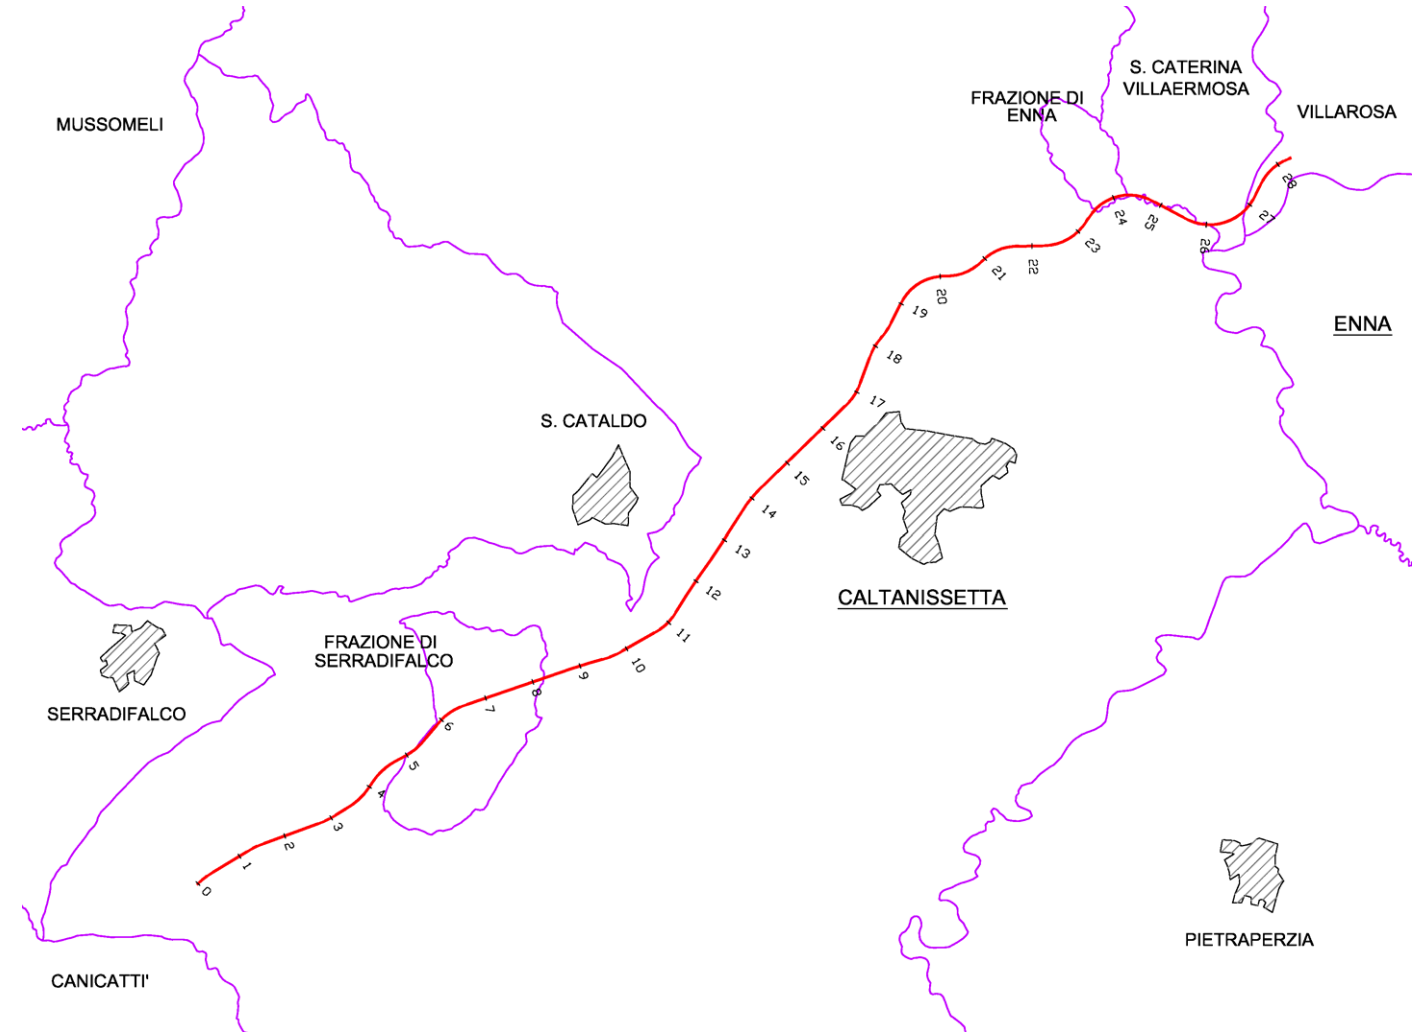 S. CATERINA
VILLAERMOSA
FRAZIONE DI
ENNA
VILLAROSA
MUSSOMELI
28
27
26
25
24
23
22
21
20
19
18
17
16
15
14
13
12
11
10
9
8
7
6
5
4
3
2
1
0
ENNA
S. CATALDO
CALTANISSETTA
FRAZIONE DI
SERRADIFALCO
SERRADIFALCO
PIETRAPERZIA
CANICATTI'